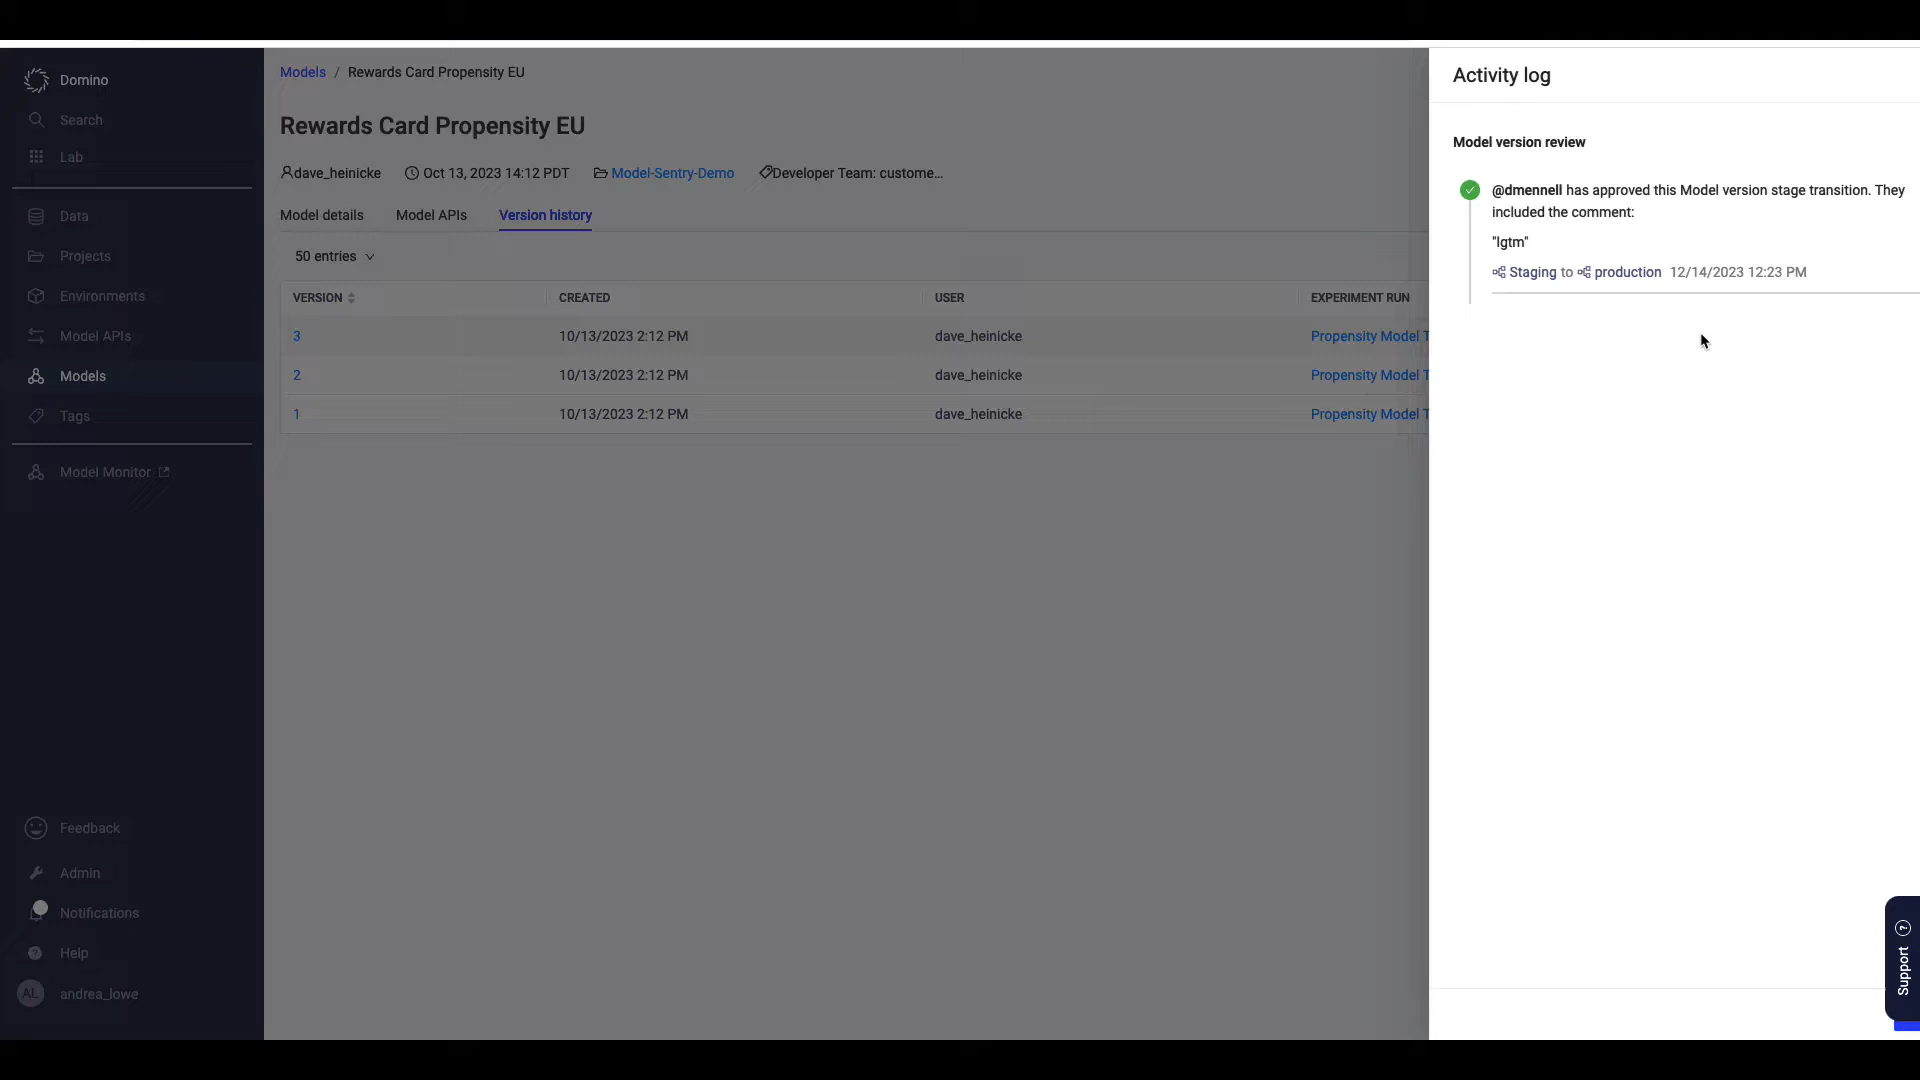 Domino
Search
Lab
Data
Projects
Environments
Model APIs
Models
Tags
Model Monitor
Feedback
Admin
Notifications
Help
AL andrea_lowe
Models / Rewards Card Propensity EU
Rewards Card Propensity EU
dave_heinicke Oct 13, 2023 14:12 PDT Model-Sentry-Demo Developer Team: custome...
Model details Model APIs Version history
50 entries
VERSION CREATED USER EXPERIMENT RUN
3 10/13/2023 2:12 PM dave_heinicke Propensity Model T
2 10/13/2023 2:12 PM dave_heinicke Propensity Model T
1 10/13/2023 2:12 PM dave_heinicke Propensity Model T
Activity log
Model version review
@dmennell has approved this Model version stage transition. They
included the comment:
"lgtm"
Staging to production 12/14/2023 12:23 PM
Support